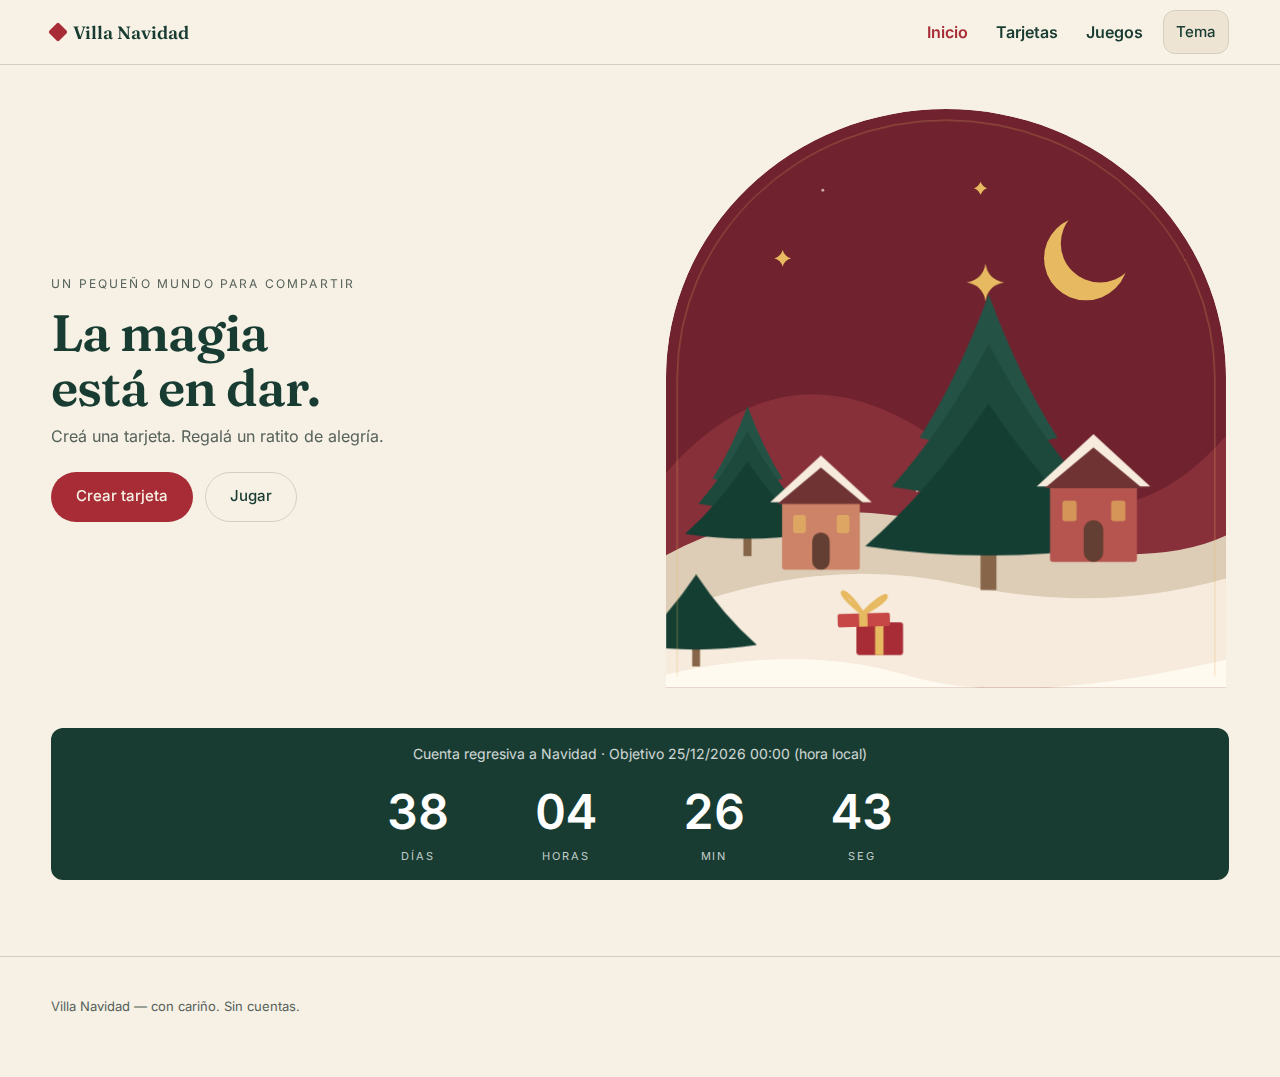 Villa Navidad
Inicio Tarjetas Juegos Tema
UN PEQUEÑO MUNDO PARA COMPARTIR
La magia
está en dar.
Creá una tarjeta. Regalá un ratito de alegría.
Crear tarjeta Jugar
Cuenta regresiva a Navidad · Objetivo 25/12/2026 00:00 (hora local)
38 04 26 43
DÍAS HORAS MIN SEG
Villa Navidad — con cariño. Sin cuentas.